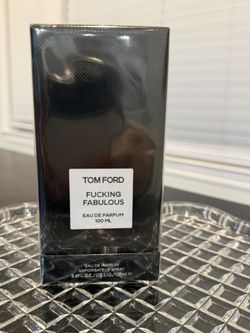 TOM FORD
FUCKING
FABULOUS
EAU DE PARFUM
100 ML
EAU DE PARFUM
VAPORISATEUR SPRAY